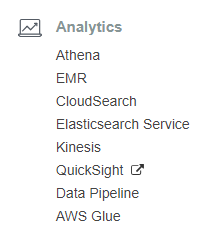 Analytics
Athena
EMR
CloudSearch
Elasticsearch Service
Kinesis
QuickSight
Data Pipeline
AWS Glue